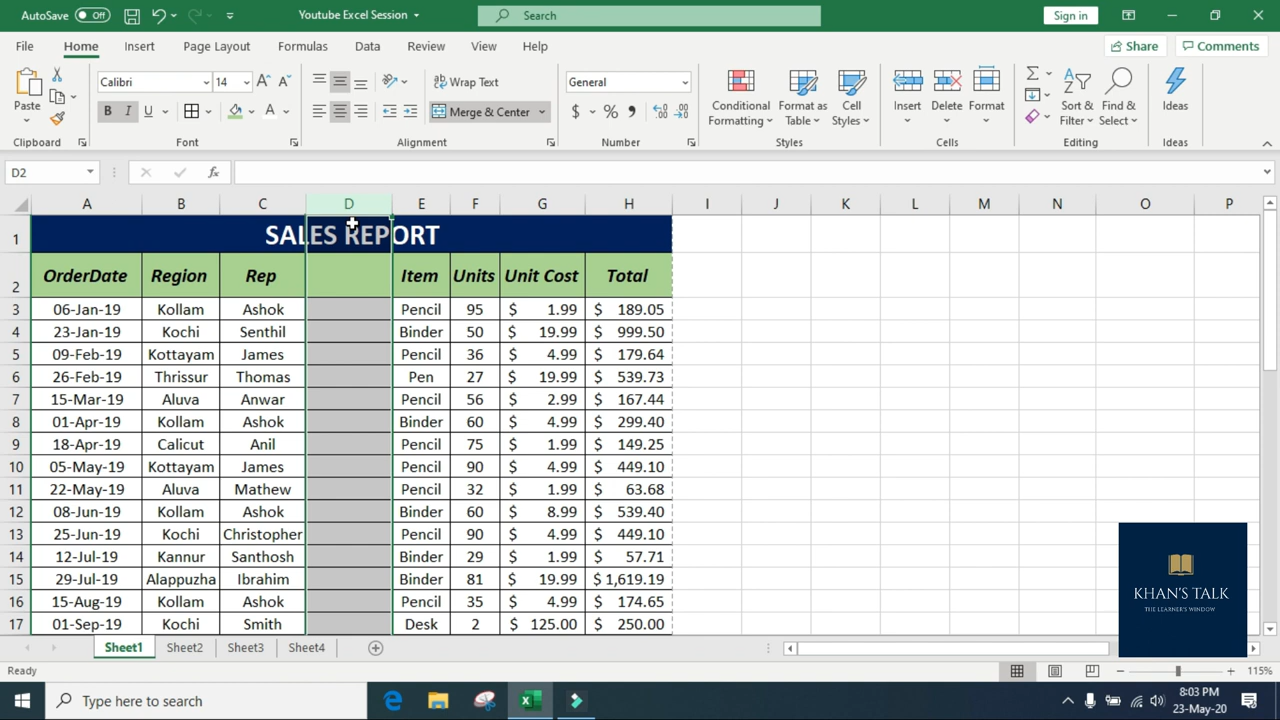 AutoSave Off Youtube Excel Session Search Sign in
File Home Insert Page Layout Formulas Data Review View Help Share Comments
Calibri 14 Wrap Text General
Paste B I U Merge & Center $ % Conditional Formatting Format as Table Cell Styles Insert Delete Format Sort & Filter Find & Select Ideas
Clipboard Font Alignment Number Styles Cells Editing Ideas
D2 fx
A B C D E F G H I J K L M N O P
1 SALES REPORT
2 OrderDate Region Rep Item Units Unit Cost Total
3 06-Jan-19 Kollam Ashok Pencil 95 $ 1.99 $ 189.05
4 23-Jan-19 Kochi Senthil Binder 50 $ 19.99 $ 999.50
5 09-Feb-19 Kottayam James Pencil 36 $ 4.99 $ 179.64
6 26-Feb-19 Thrissur Thomas Pen 27 $ 19.99 $ 539.73
7 15-Mar-19 Aluva Anwar Pencil 56 $ 2.99 $ 167.44
8 01-Apr-19 Kollam Ashok Binder 60 $ 4.99 $ 299.40
9 18-Apr-19 Calicut Anil Pencil 75 $ 1.99 $ 149.25
10 05-May-19 Kottayam James Pencil 90 $ 4.99 $ 449.10
11 22-May-19 Aluva Mathew Pencil 32 $ 1.99 $ 63.68
12 08-Jun-19 Kollam Ashok Binder 60 $ 8.99 $ 539.40
13 25-Jun-19 Kochi Christopher Pencil 90 $ 4.99 $ 449.10
14 12-Jul-19 Kannur Santhosh Binder 29 $ 1.99 $ 57.71
15 29-Jul-19 Alappuzha Ibrahim Binder 81 $ 19.99 $ 1,619.19
16 15-Aug-19 Kollam Ashok Pencil 35 $ 4.99 $ 174.65
17 01-Sep-19 Kochi Smith Desk 2 $ 125.00 $ 250.00
KHAN'S TALK
THE LEARNER'S WINDOW
Sheet1 Sheet2 Sheet3 Sheet4
Ready 115%
Type here to search 8:03 PM
23-May-20